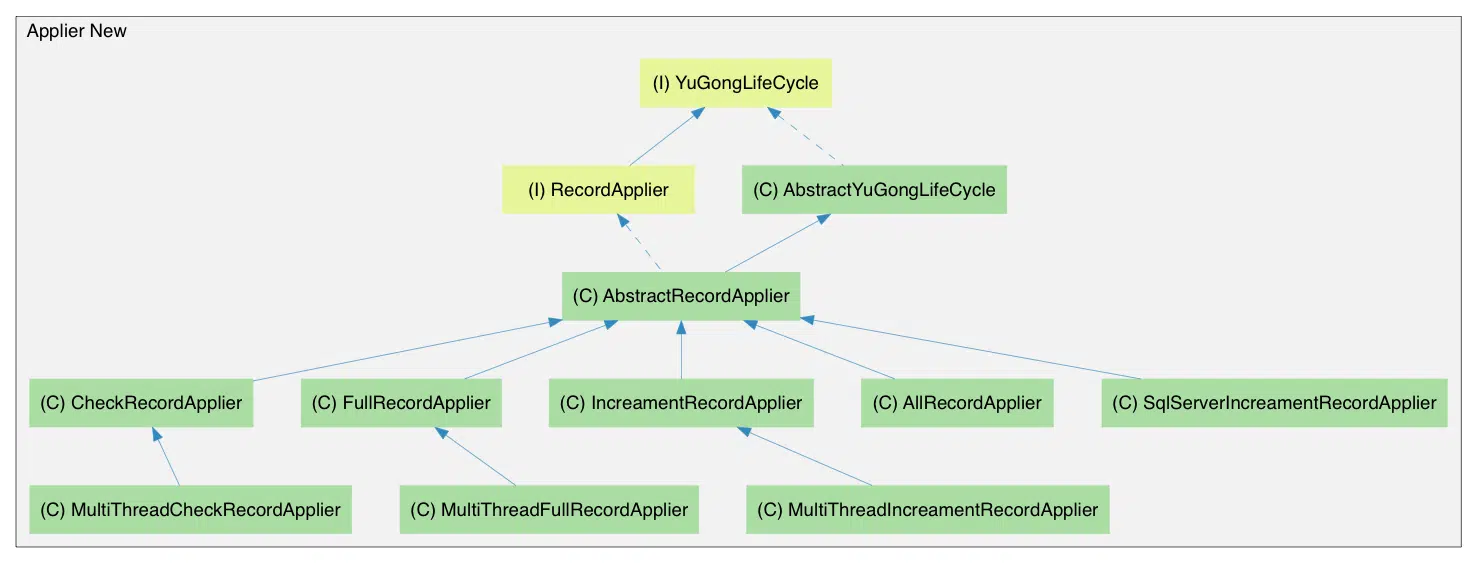 Applier New
(I) YuGongLifeCycle
(I) RecordApplier
(C) AbstractYuGongLifeCycle
(C) AbstractRecordApplier
(C) CheckRecordApplier
(C) FullRecordApplier
(C) IncreamentRecordApplier
(C) AllRecordApplier
(C) SqlServerIncreamentRecordApplier
(C) MultiThreadCheckRecordApplier
(C) MultiThreadFullRecordApplier
(C) MultiThreadIncreamentRecordApplier